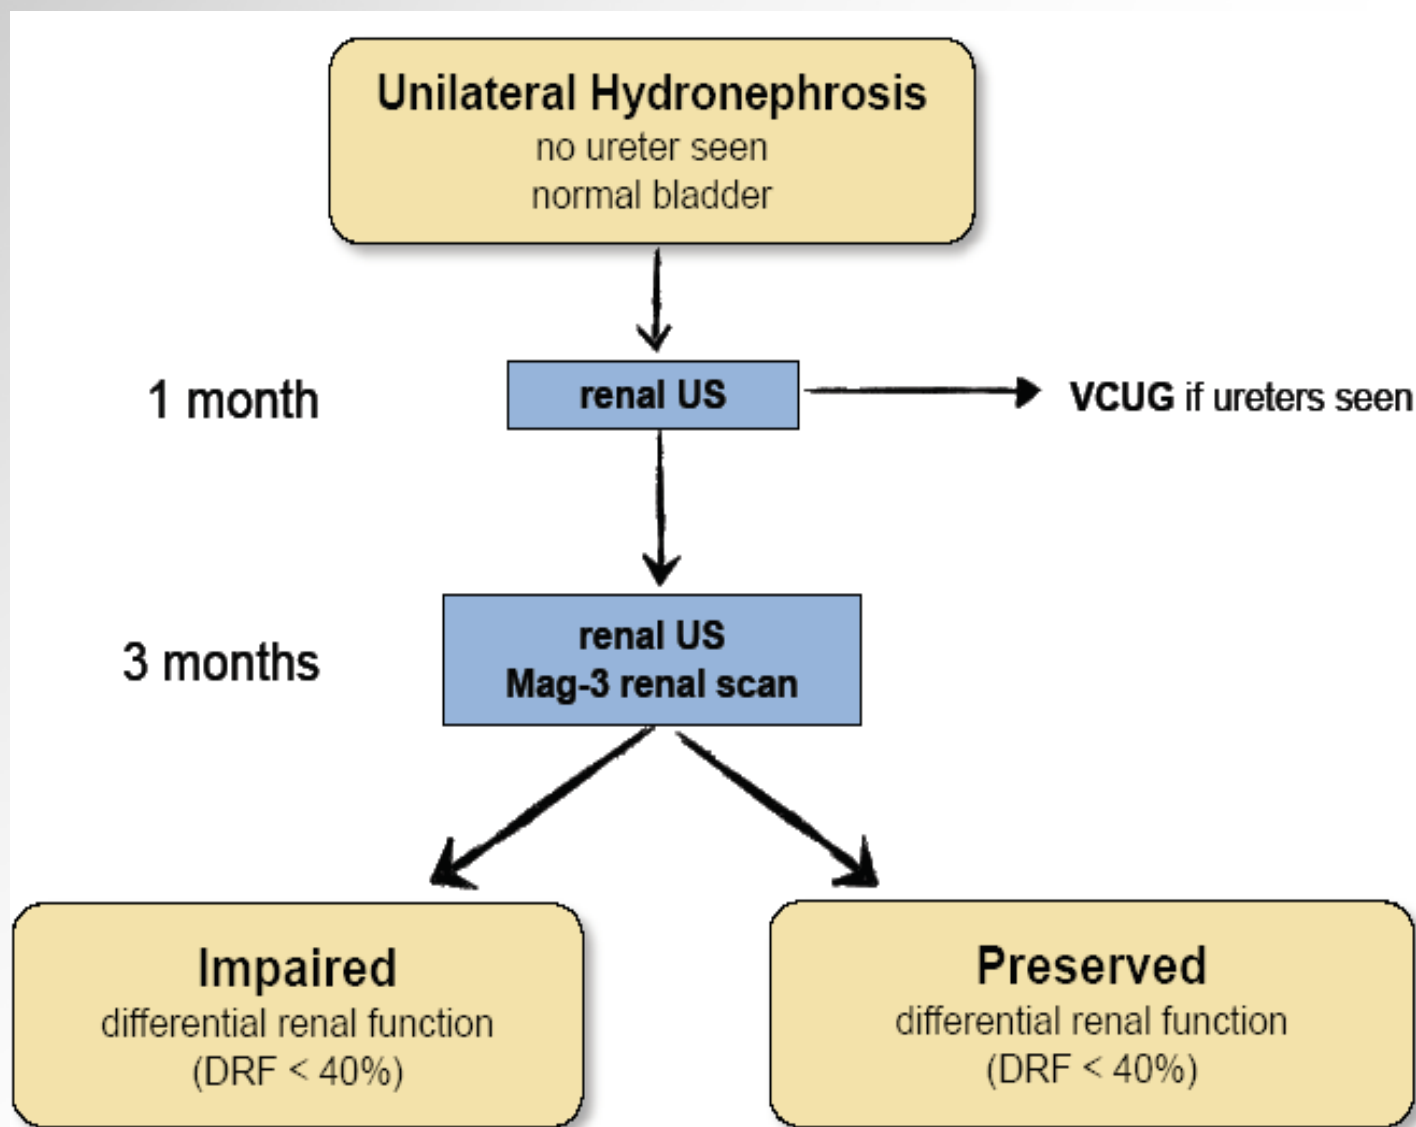 Unilateral Hydronephrosis
no ureter seen
normal bladder
1 month
renal US
VCUG if ureters seen
3 months
renal US
Mag-3 renal scan
Impaired
differential renal function
(DRF < 40%)
Preserved
differential renal function
(DRF < 40%)